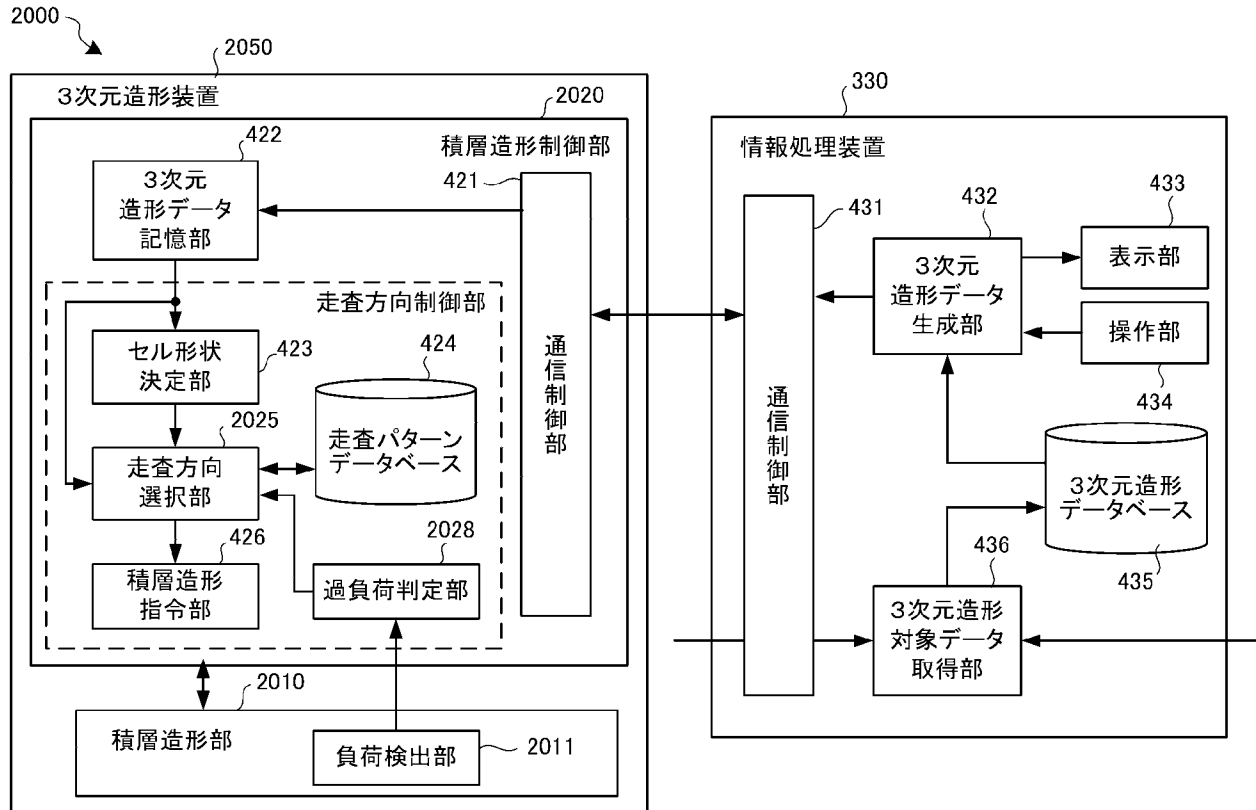 2000
2050
3次元造形装置
2020
積層造形制御部
422
3次元
造形データ
記憶部
421
走査方向制御部
セル形状
決定部
423
424
走査パターン
データベース
2025
走査方向
選択部
426
積層造形
指令部
2028
過負荷判定部
通信制御部
2010
積層造形部
負荷検出部
2011
330
情報処理装置
431
通信制御部
432
3次元
造形データ
生成部
433
表示部
操作部
434
3次元造形
データベース
435
436
3次元造形
対象データ
取得部